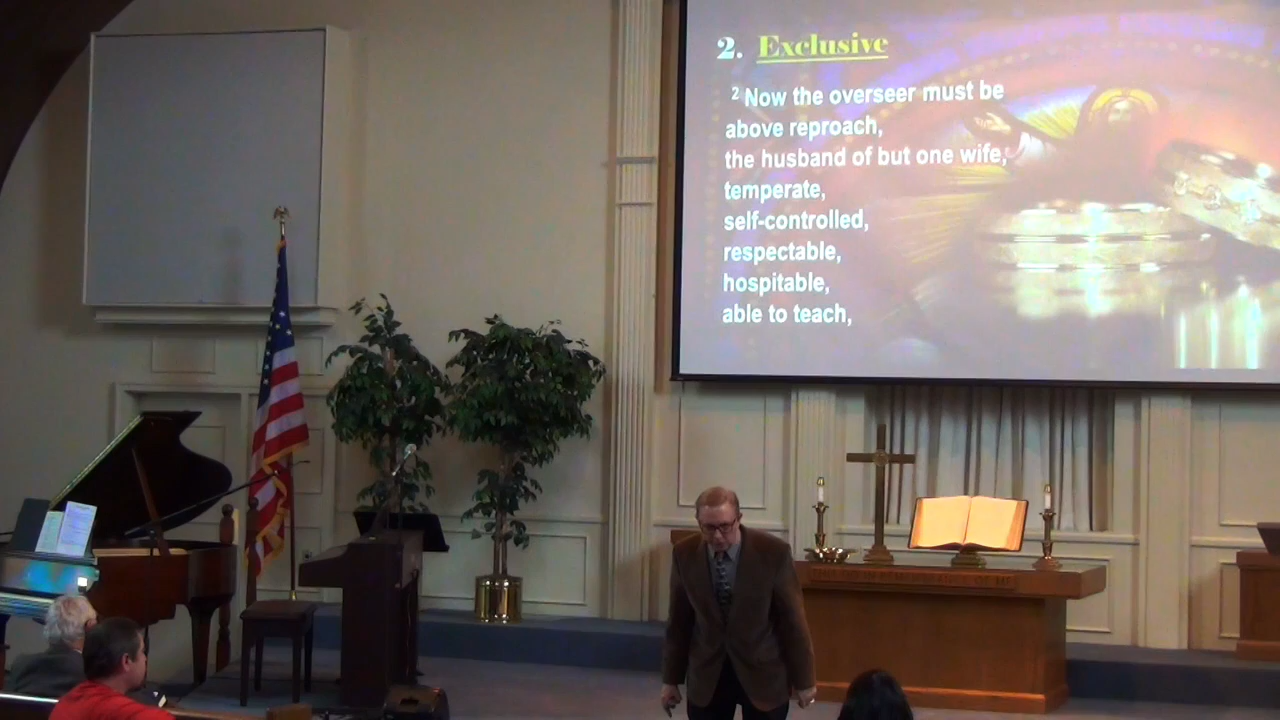 2. Exclusive
2 Now the overseer must be
above reproach,
the husband of but one wife,
temperate,
self-controlled,
respectable,
hospitable,
able to teach,